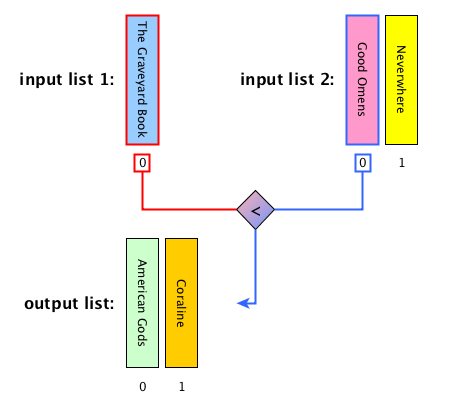 input list 1:
The Graveyard Book
0
input list 2:
Good Omens
Neverwhere
0
1
<
output list:
American Gods
Coraline
0
1